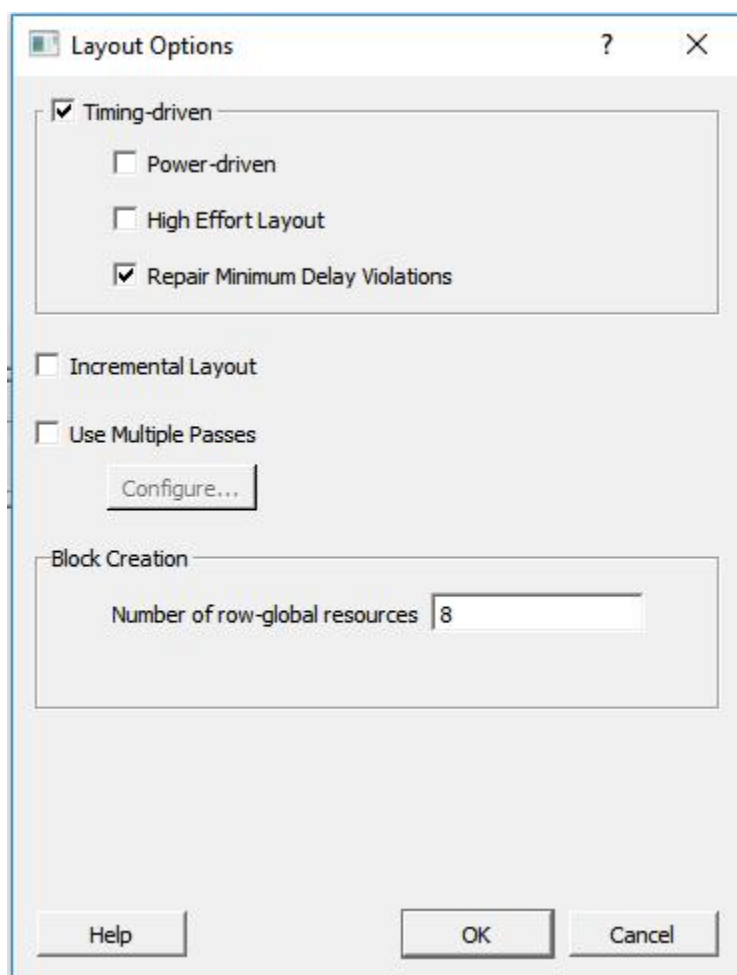 Layout Options ?
Timing-driven
Power-driven
High Effort Layout
Repair Minimum Delay Violations
Incremental Layout
Use Multiple Passes
Configure...
Block Creation
Number of row-global resources 8
Help OK Cancel